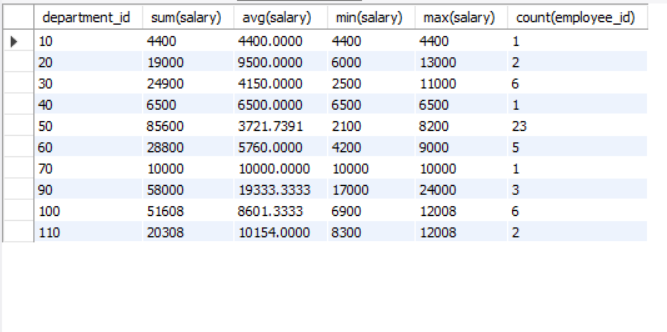 department_id sum(salary) avg(salary) min(salary) max(salary) count(employee_id)
10 4400 4400.0000 4400 4400 1
20 19000 9500.0000 6000 13000 2
30 24900 4150.0000 2500 11000 6
40 6500 6500.0000 6500 6500 1
50 85600 3721.7391 2100 8200 23
60 28800 5760.0000 4200 9000 5
70 10000 10000.0000 10000 10000 1
90 58000 19333.3333 17000 24000 3
100 51608 8601.3333 6900 12008 6
110 20308 10154.0000 8300 12008 2